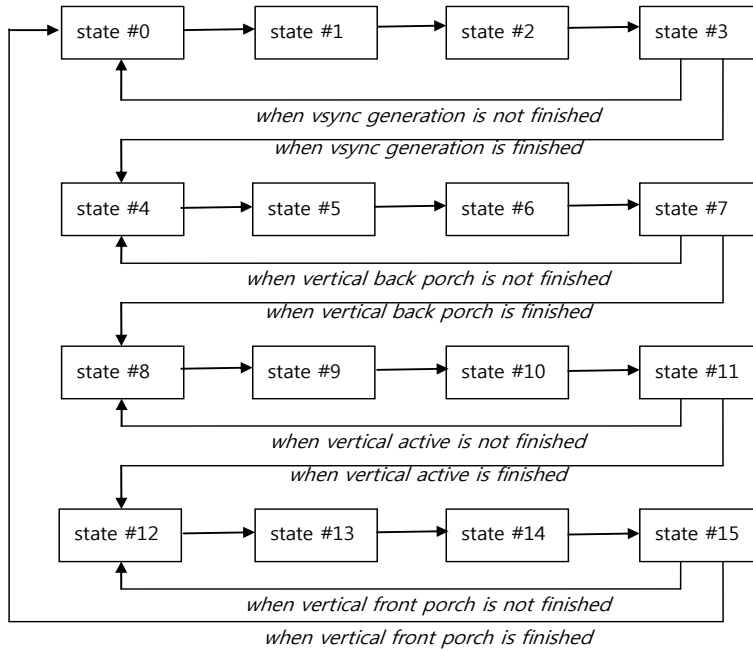 state #0
state #1
state #2
state #3
when vsync generation is not finished
when vsync generation is finished
state #4
state #5
state #6
state #7
when vertical back porch is not finished
when vertical back porch is finished
state #8
state #9
state #10
state #11
when vertical active is not finished
when vertical active is finished
state #12
state #13
state #14
state #15
when vertical front porch is not finished
when vertical front porch is finished